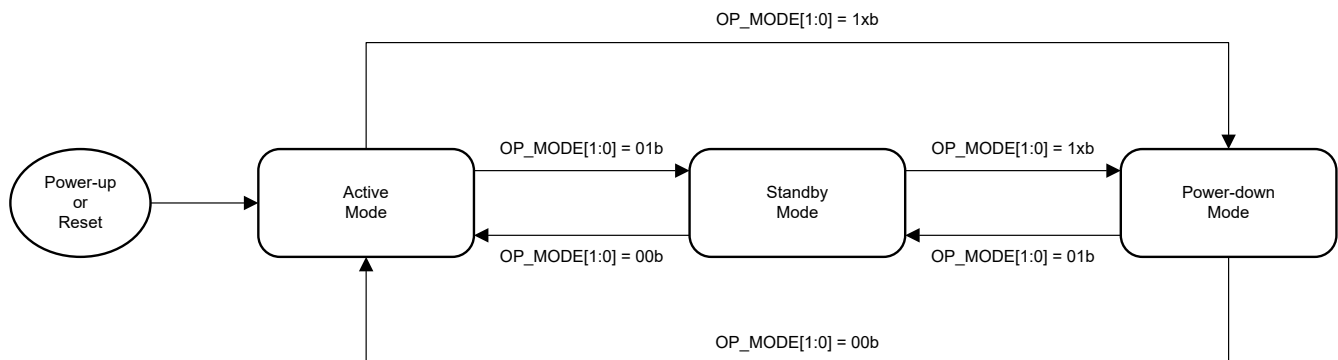 OP_MODE[1:0] = 1xb
Power-up
or
Reset
Active
Mode
OP_MODE[1:0] = 01b
OP_MODE[1:0] = 00b
Standby
Mode
OP_MODE[1:0] = 1xb
OP_MODE[1:0] = 01b
Power-down
Mode
OP_MODE[1:0] = 00b